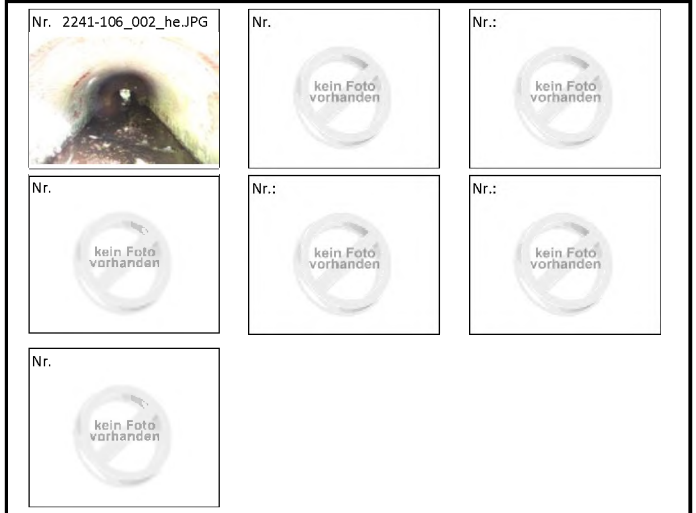 Nr. 2241-106_002_he.JPG
Nr.
kein Foto
vorhanden
Nr.:
kein Foto
vorhanden
Nr.
kein Foto
vorhanden
Nr.:
kein Foto
vorhanden
Nr.:
kein Foto
vorhanden
Nr.
kein Foto
vorhanden